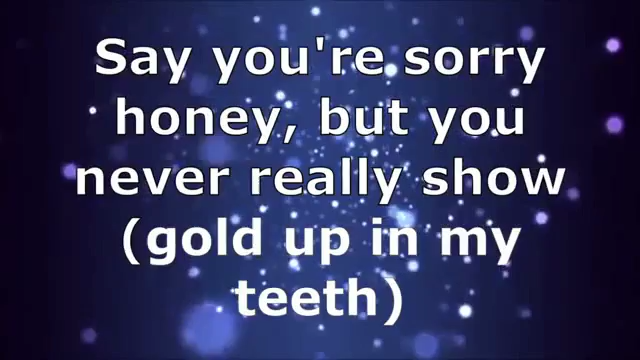 Say you're sorry
honey, but you
never really show
(gold up in my
teeth)